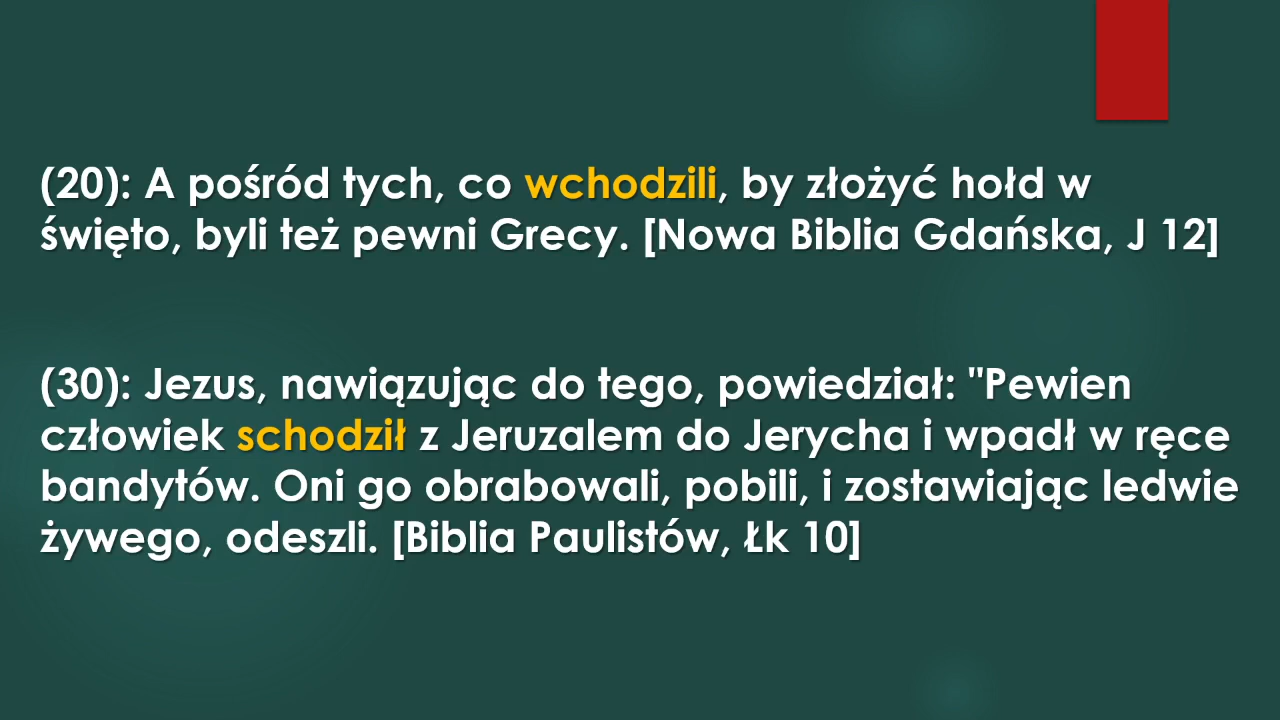 (20): A pośród tych, co wchodzili, by złożyć hołd w
święto, byli też pewni Grecy. [Nowa Biblia Gdańska, J 12]
(30): Jezus, nawiązując do tego, powiedział: "Pewien
człowiek schodził z Jeruzalem do Jerycha i wpadł w ręce
bandytów. Oni go obrabowali, pobili, i zostawiając ledwie
żywego, odeszli. [Biblia Paulistów, Łk 10]